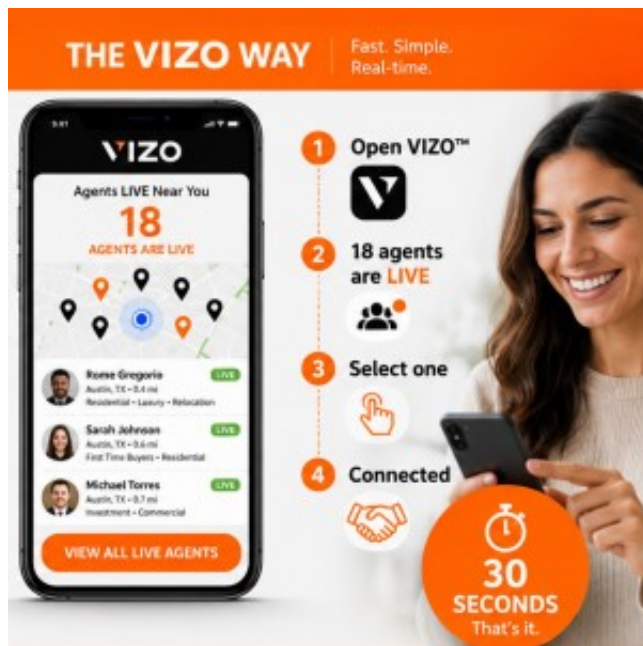 THE VIZO WAY
Fast. Simple.
Real-time.
9:41
VIZO
Agents LIVE Near You
18
AGENTS ARE LIVE
Rome Gregorio
LIVE
Austin, TX • 0.4 mi
Residential • Luxury • Relocation
Sarah Johnson
LIVE
Austin, TX • 0.6 mi
First Time Buyers • Residential
Michael Torres
LIVE
Austin, TX • 0.7 mi
Investment • Commercial
VIEW ALL LIVE AGENTS
1
Open VIZO™
V
2
18 agents
are LIVE
3
Select one
4
Connected
30
SECONDS
That's it.